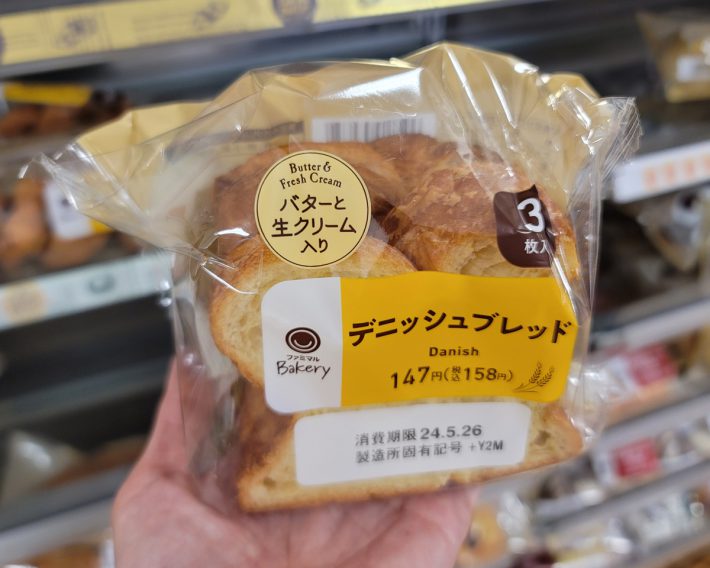 Butter &
Fresh Cream
バターと
生クリーム
入り
3
枚入
デニッシュブレッド
Danish
ファミマル
Bakery
147円(税込158円)
消費期限 24.5.26
製造所固有記号 +Y2M